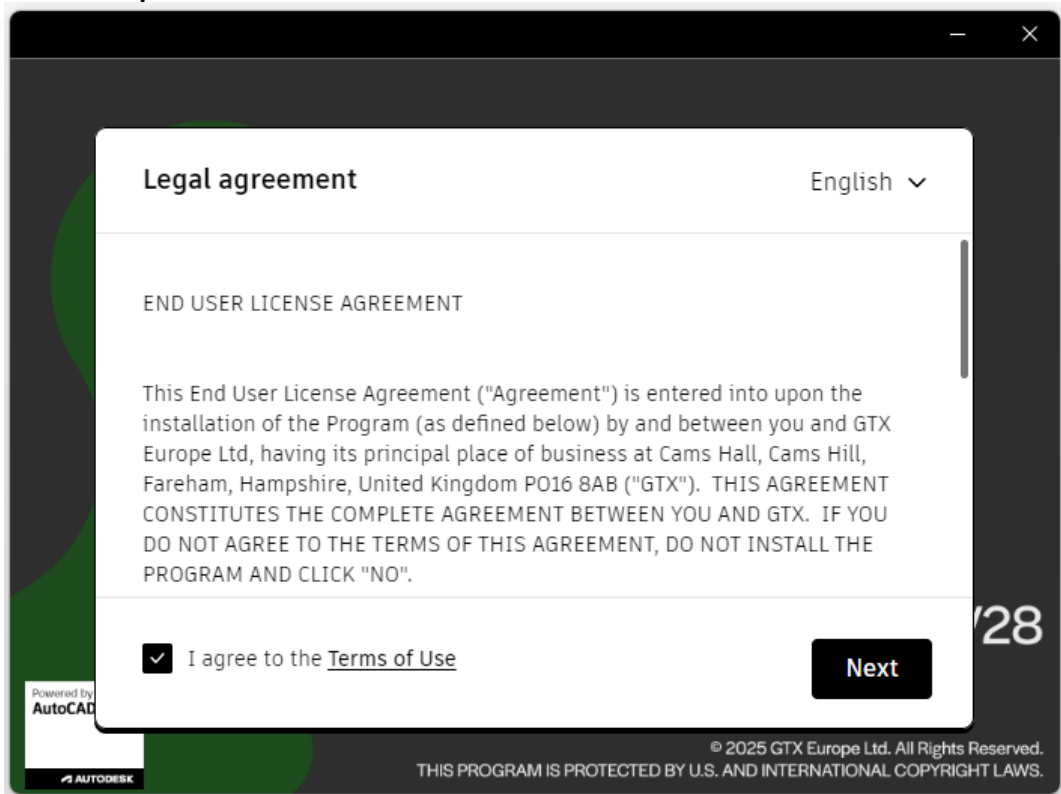 Legal agreement
English
END USER LICENSE AGREEMENT
This End User License Agreement ("Agreement") is entered into upon the
installation of the Program (as defined below) by and between you and GTX
Europe Ltd, having its principal place of business at Cams Hall, Cams Hill,
Fareham, Hampshire, United Kingdom PO16 8AB ("GTX").  THIS AGREEMENT
CONSTITUTES THE COMPLETE AGREEMENT BETWEEN YOU AND GTX.  IF YOU
DO NOT AGREE TO THE TERMS OF THIS AGREEMENT, DO NOT INSTALL THE
PROGRAM AND CLICK "NO".
/28
I agree to the Terms of Use
Next
Powered by
AutoCAD
AUTODESK
© 2025 GTX Europe Ltd. All Rights Reserved.
THIS PROGRAM IS PROTECTED BY U.S. AND INTERNATIONAL COPYRIGHT LAWS.